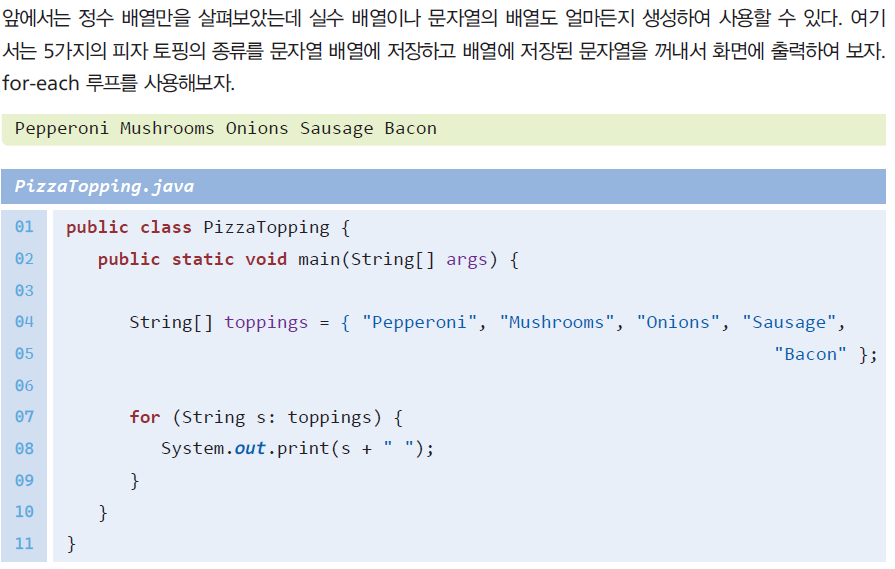 앞에서는 정수 배열만을 살펴보았는데 실수 배열이나 문자열의 배열도 얼마든지 생성하여 사용할 수 있다. 여기
서는 5가지의 피자 토핑의 종류를 문자열 배열에 저장하고 배열에 저장된 문자열을 꺼내서 화면에 출력하여 보자.
for-each 루프를 사용해보자.
Pepperoni Mushrooms Onions Sausage Bacon
PizzaTopping.java
01 public class PizzaTopping {
02 public static void main(String[] args) {
03
04 String[] toppings = { "Pepperoni", "Mushrooms", "Onions", "Sausage",
05 "Bacon" };
06
07 for (String s: toppings) {
08 System.out.print(s + " ");
09 }
10 }
11 }